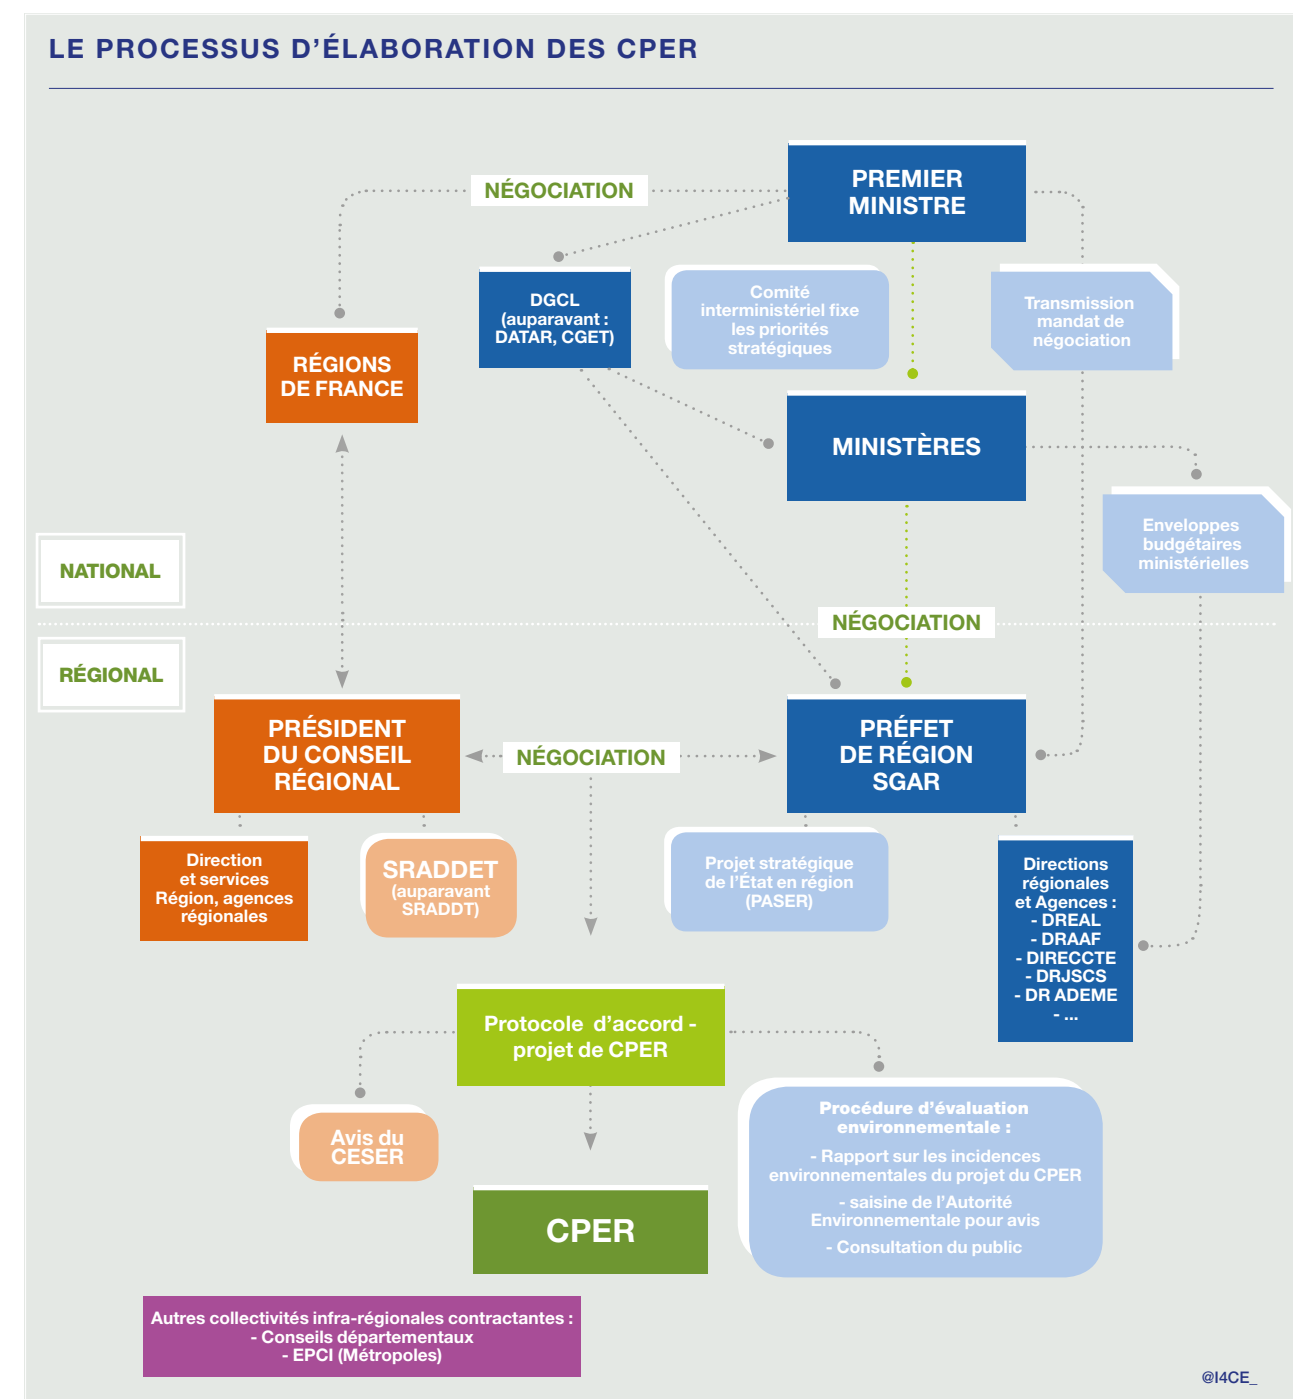 LE PROCESSUS D’ÉLABORATION DES CPER
NÉGOCIATION
PREMIER
MINISTRE
DGCL
(auparavant :
DATAR, CGET)
Comité
interministériel fixe
les priorités
stratégiques
Transmission
mandat de
négociation
RÉGIONS
DE FRANCE
MINISTÈRES
Enveloppes
budgétaires
ministérielles
NATIONAL
NÉGOCIATION
RÉGIONAL
PRÉSIDENT
DU CONSEIL
RÉGIONAL
NÉGOCIATION
PRÉFET
DE RÉGION
SGAR
Direction
et services
Région, agences
régionales
SRADDET
(auparavant
SRADDT)
Projet stratégique
de l’État en région
(PASER)
Directions
régionales
et Agences :
- DREAL
- DRAAF
- DIRECCTE
- DRJSCS
- DR ADEME
- ...
Protocole d’accord -
projet de CPER
Avis du
CESER
Procédure d’évaluation
environnementale :
- Rapport sur les incidences
environnementales du projet du CPER
- saisine de l’Autorité
Environnementale pour avis
- Consultation du public
CPER
Autres collectivités infra-régionales contractantes :
- Conseils départementaux
- EPCI (Métropoles)
@I4CE_